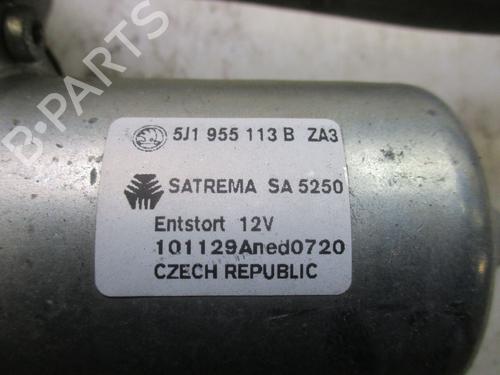 5J1 955 113 B ZA3
SATREMA SA 5250
Entstort 12V
101129Aned0720
CZECH REPUBLIC
B-PARTS